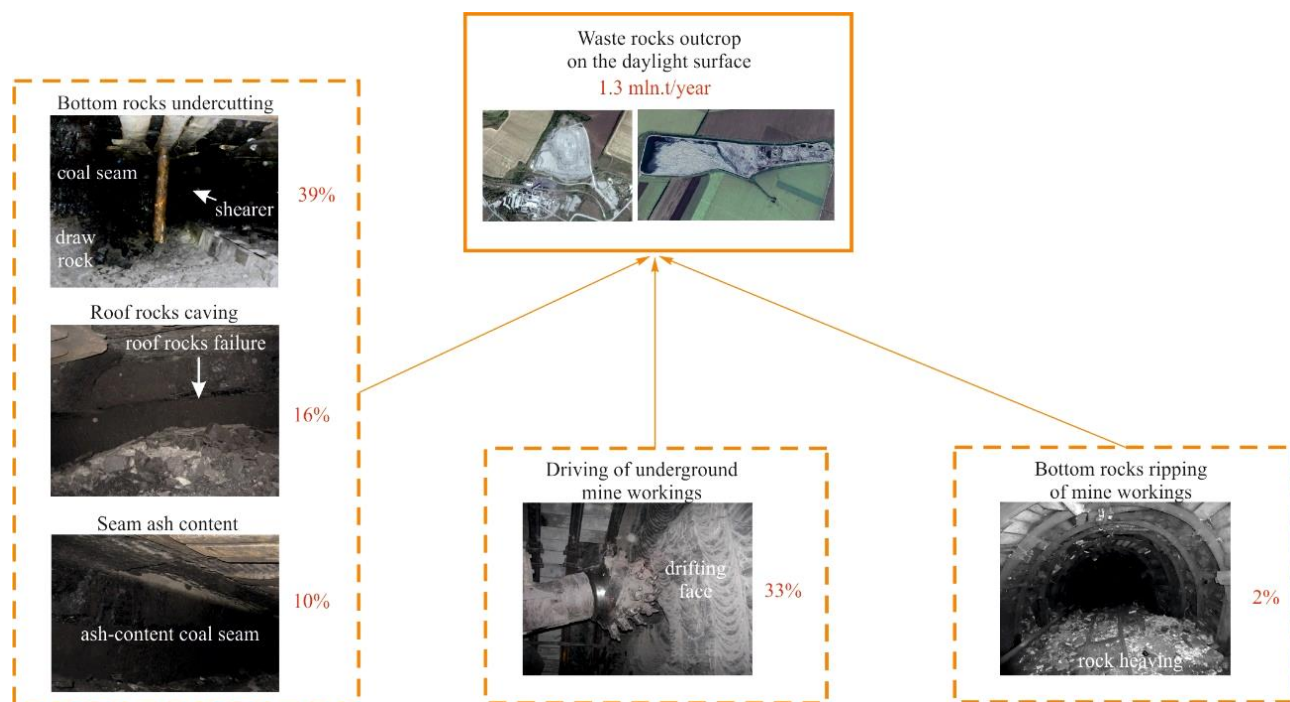 Waste rocks outcrop
on the daylight surface
1.3 mln.t/year
Bottom rocks undercutting
coal seam
shearer
draw
rock
39%
Roof rocks caving
roof rocks failure
16%
Seam ash content
ash-content coal seam
10%
Driving of underground
mine workings
drifting
face
33%
Bottom rocks ripping
of mine workings
rock heaving
2%